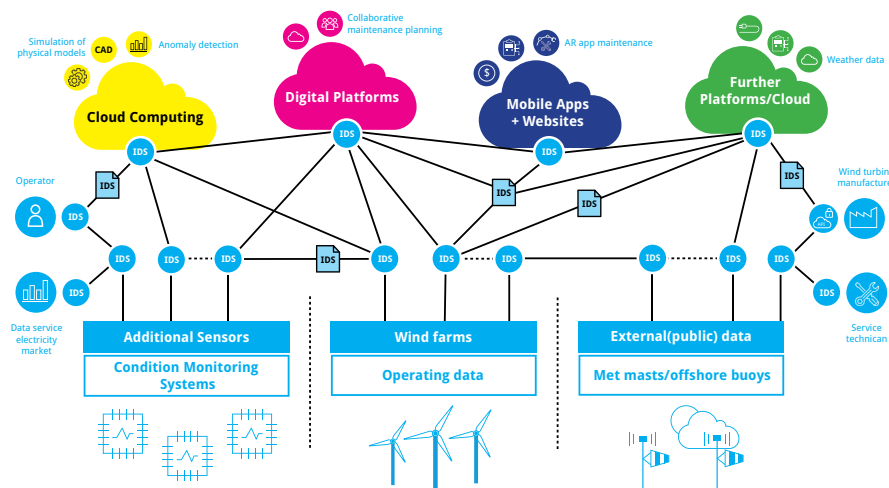 Collaborative
maintenance planning
Simulation of
physical models
CAD
Anomaly detection
AR app maintenance
$
Weather data
Cloud Computing
Digital Platforms
Mobile Apps
+ Websites
Further
Platforms/Cloud
IDS
IDS
IDS
IDS
IDS
IDS
IDS
IDS
Operator
Wind turbin
manufacture
IDS
API
IDS
IDS
IDS
IDS
IDS
IDS
IDS
IDS
IDS
IDS
IDS
IDS
Data service
electricity
market
Service
technican
Additional Sensors
Wind farms
External(public) data
Condition Monitoring
Systems
Operating data
Met masts/offshore buoys